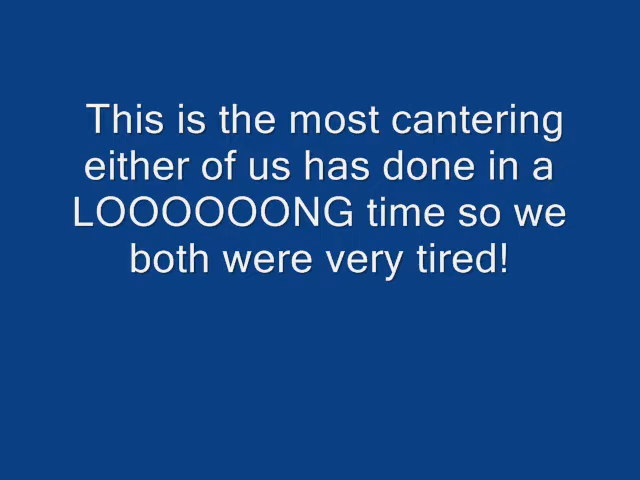 This is the most cantering
either of us has done in a
LOOOOOONG time so we
both were very tired!